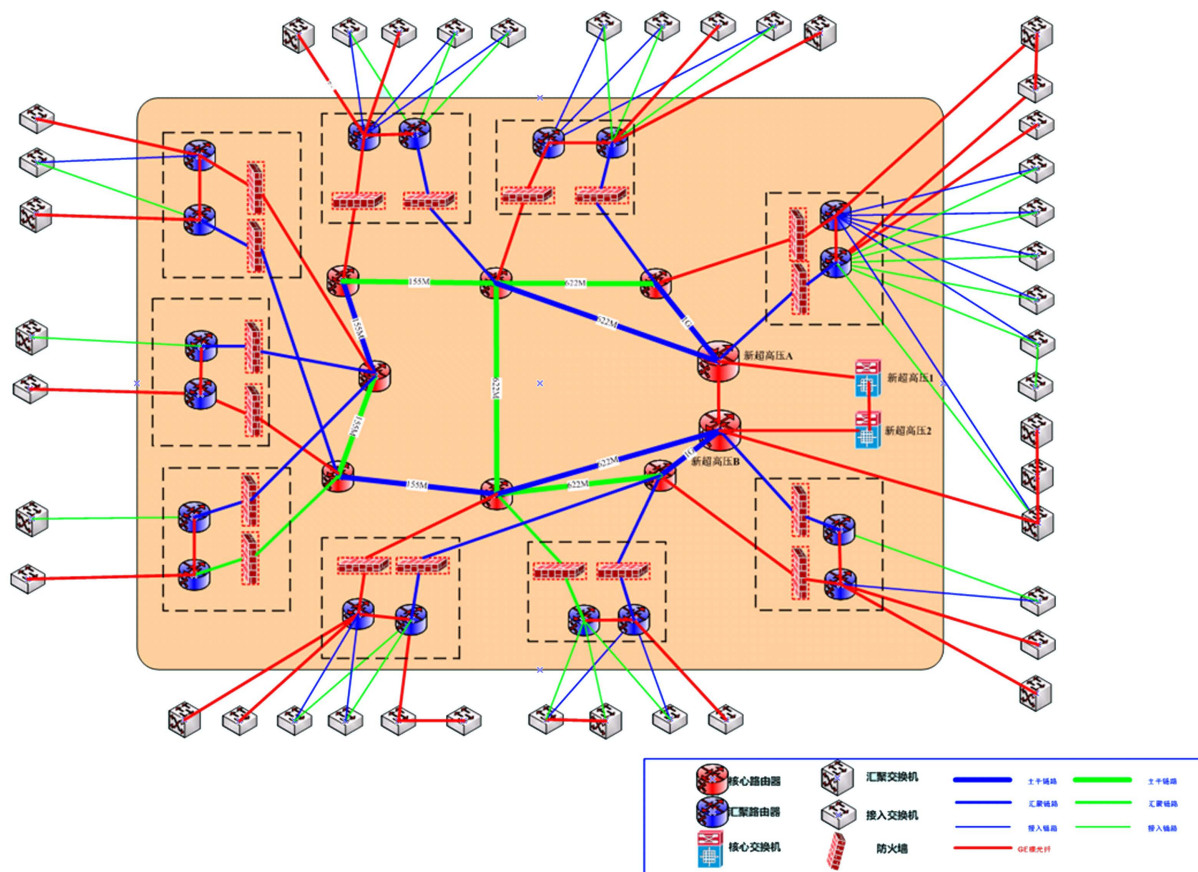 155M
622M
155M
622M
1G
新超高压A
新超高压1
622M
新超高压2
155M
622M
新超高压B
1G
155M
622M
核心路由器
汇聚交换机
主干链路
主干链路
汇聚路由器
接入交换机
汇聚链路
汇聚链路
接入链路
接入链路
核心交换机
防火墙
GE裸光纤